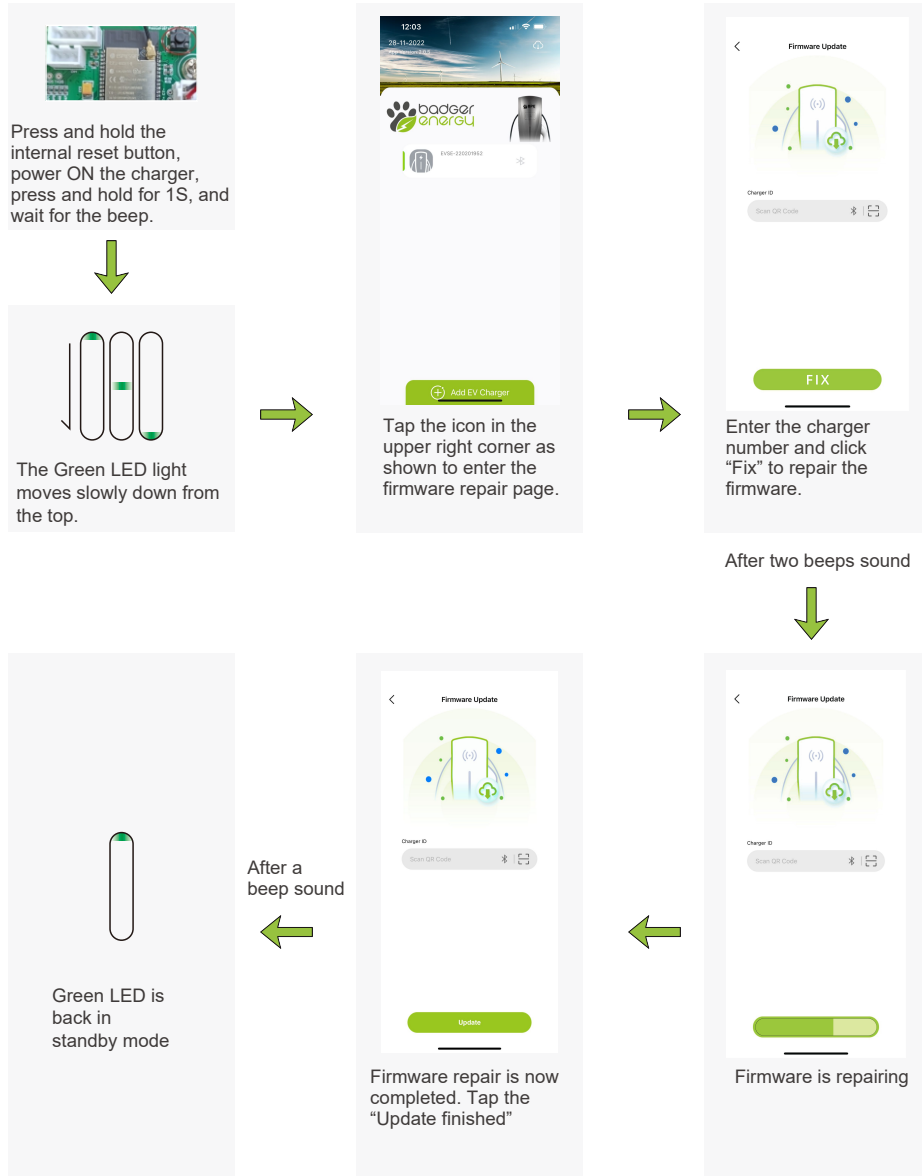 Press and hold the
internal reset button,
power ON the charger,
press and hold for 1S, and
wait for the beep.
The Green LED light
moves slowly down from
the top.
12:03
28-11-2022
badger
energy
EVSE-220201952
Add EV Charger
Tap the icon in the
upper right corner as
shown to enter the
firmware repair page.
Firmware Update
Charger ID
Scan QR Code
FIX
Enter the charger
number and click
“Fix” to repair the
firmware.
After two beeps sound
Firmware Update
Charger ID
Scan QR Code
Firmware is repairing
Firmware Update
Charger ID
Scan QR Code
Update
Firmware repair is now
completed. Tap the
“Update finished”
After a
beep sound
Green LED is
back in
standby mode